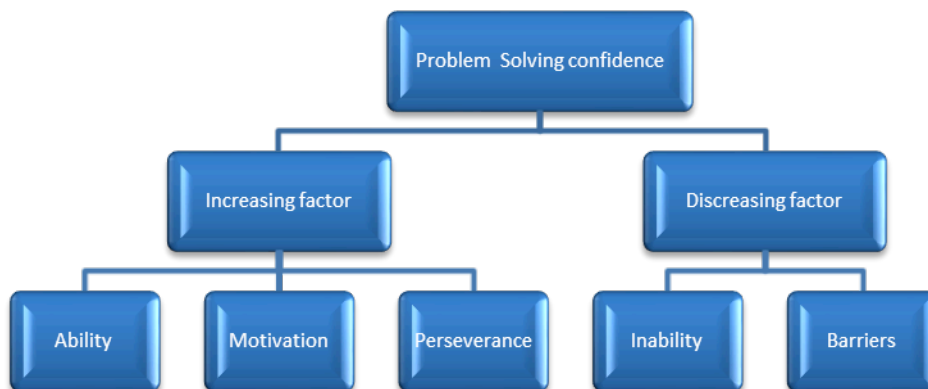 Problem  Solving confidence
Increasing factor
Discreasing factor
Ability
Motivation
Perseverance
Inability
Barriers